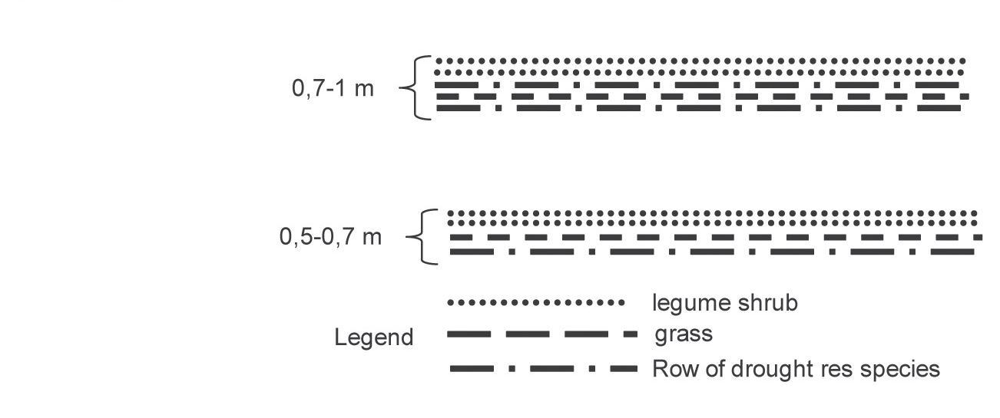 0,7-1 m
0,5-0,7 m
legume shrub
Legend
grass
Row of drought res species